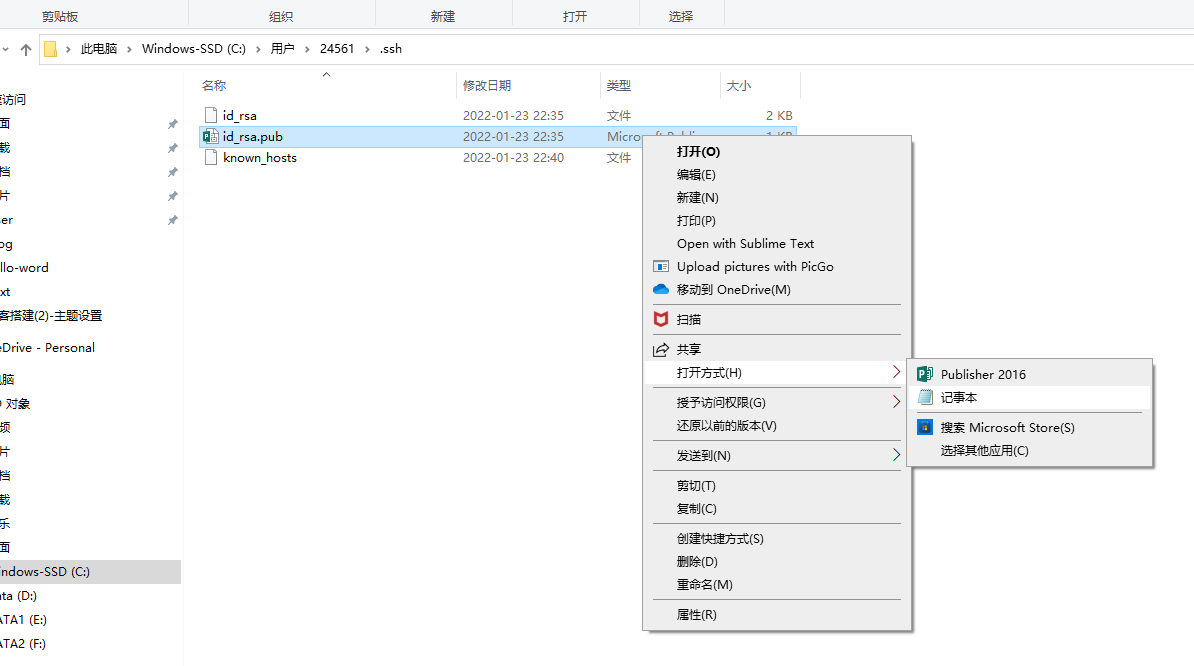 剪贴板 组织 新建 打开 选择
此电脑 Windows-SSD (C:) 用户 24561 .ssh
名称 修改日期 类型 大小
id_rsa 2022-01-23 22:35 文件 2 KB
id_rsa.pub 2022-01-23 22:35 Micro
known_hosts 2022-01-23 22:40 文件
访问
面
载
档
片
er
og
llo-word
xt
客搭建(2)-主题设置
Drive - Personal
脑
对象
频
片
档
载
乐
面
ndows-SSD (C:)
ta (D:)
ATA1 (E:)
ATA2 (F:)
打开(O)
编辑(E)
新建(N)
打印(P)
Open with Sublime Text
Upload pictures with PicGo
移动到 OneDrive(M)
扫描
共享
打开方式(H)
授予访问权限(G)
还原以前的版本(V)
发送到(N)
剪切(T)
复制(C)
创建快捷方式(S)
删除(D)
重命名(M)
属性(R)
Publisher 2016
记事本
搜索 Microsoft Store(S)
选择其他应用(C)